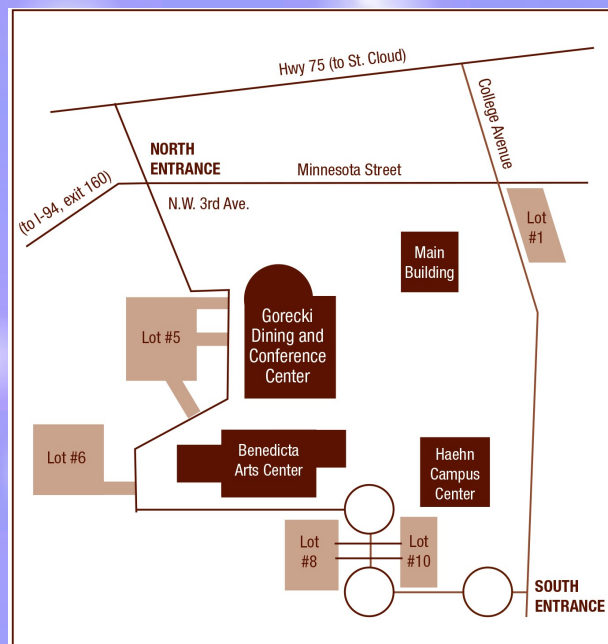 Hwy 75 (to St. Cloud)
College Avenue
NORTH
ENTRANCE
Minnesota Street
(to I-94, exit 160)
N.W. 3rd Ave.
Lot
#1
Main
Building
Gorecki
Dining and
Conference
Center
Lot #5
Lot #6
Benedicta
Arts Center
Haehn
Campus
Center
Lot
#8
Lot
#10
SOUTH
ENTRANCE